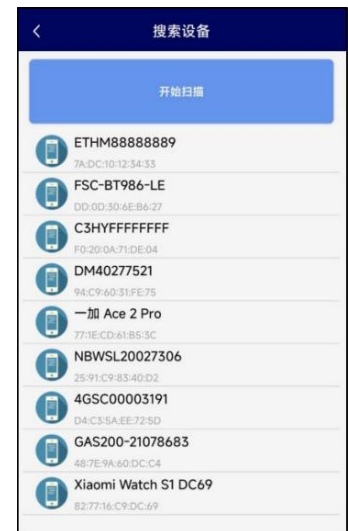 搜索设备
开始扫描
ETHM88888889
7A:DC:10:12:34:33
FSC-BT986-LE
DD:0D:30:6E:B6:27
C3HYFFFFFFFF
F0:20:0A:71:DE:04
DM40277521
94:C9:60:31:FE:75
一加 Ace 2 Pro
77:1E:CD:61:B5:3C
NBWSL20027306
25:91:C9:83:40:D2
4GSC00003191
D4:C3:5A:EE:72:5D
GAS200-21078683
48:7E:9A:60:DC:C4
Xiaomi Watch S1 DC69
82:77:16:C9:DC:69